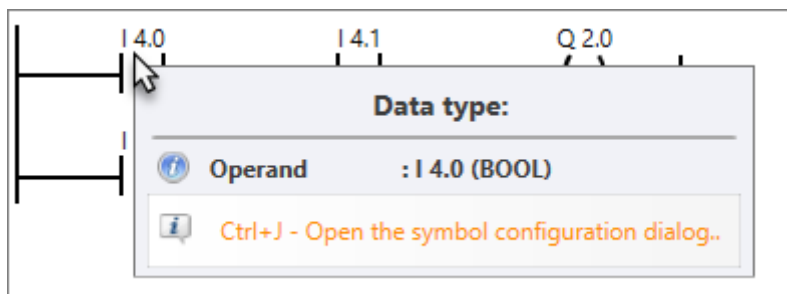 I 4.0 I 4.1 Q 2.0
Data type:
I
Operand : I 4.0 (BOOL)
Ctrl+J - Open the symbol configuration dialog..